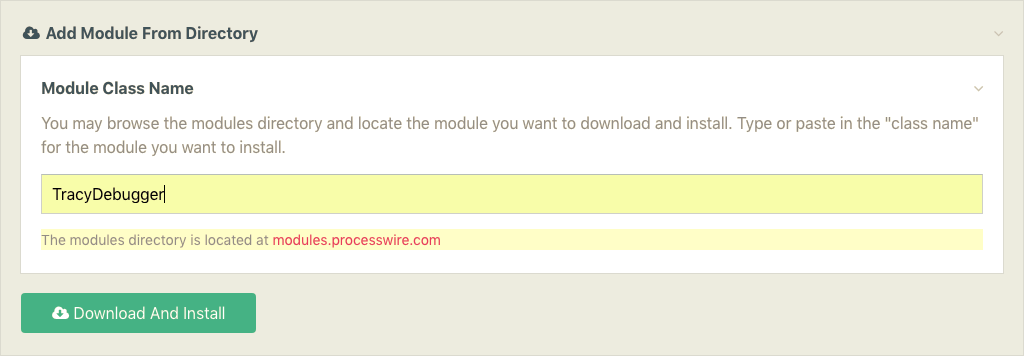 Add Module From Directory
Module Class Name
You may browse the modules directory and locate the module you want to download and install. Type or paste in the "class name"
for the module you want to install.
TracyDebugger
The modules directory is located at modules.processwire.com
Download And Install